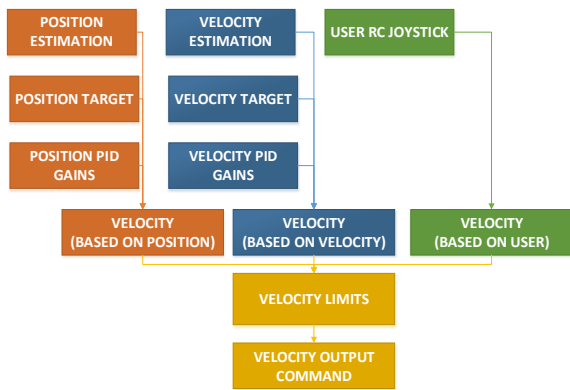 POSITION
ESTIMATION
VELOCITY
ESTIMATION
USER RC JOYSTICK
POSITION TARGET
VELOCITY TARGET
POSITION PID
GAINS
VELOCITY PID
GAINS
VELOCITY
(BASED ON POSITION)
VELOCITY
(BASED ON VELOCITY)
VELOCITY
(BASED ON USER)
VELOCITY LIMITS
VELOCITY OUTPUT
COMMAND